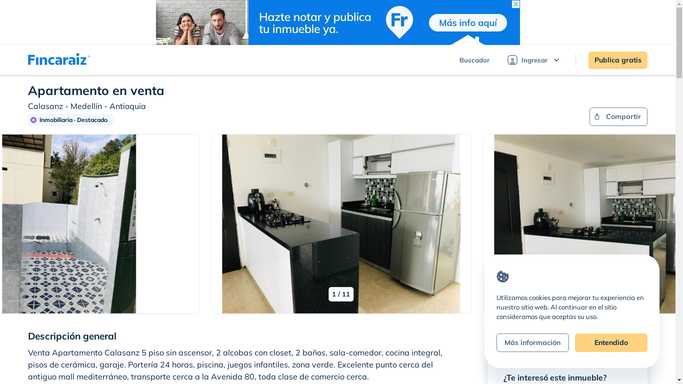 Hazte notar y publica
tu inmueble ya.
Fr
Más info aquí
Fincaraiz
Buscador
Ingresar
Publica gratis
Apartamento en venta
Calasanz - Medellín - Antioquia
Inmobiliaria · Destacado
Compartir
1 / 11
Utilizamos cookies para mejorar tu experiencia en
nuestro sitio web. Al continuar en el sitio
consideramos que aceptas su uso.
Más información
Entendido
Descripción general
Venta Apartamento Calasanz 5 piso sin ascensor, 2 alcobas con closet, 2 baños, sala-comedor, cocina integral,
pisos de cerámica, garaje. Portería 24 horas, piscina, juegos infantiles, zona verde. Excelente punto cerca del
antiguo mall mediterráneo, transporte cerca a la Avenida 80, toda clase de comercio cerca.
¿Te interesó este inmueble?